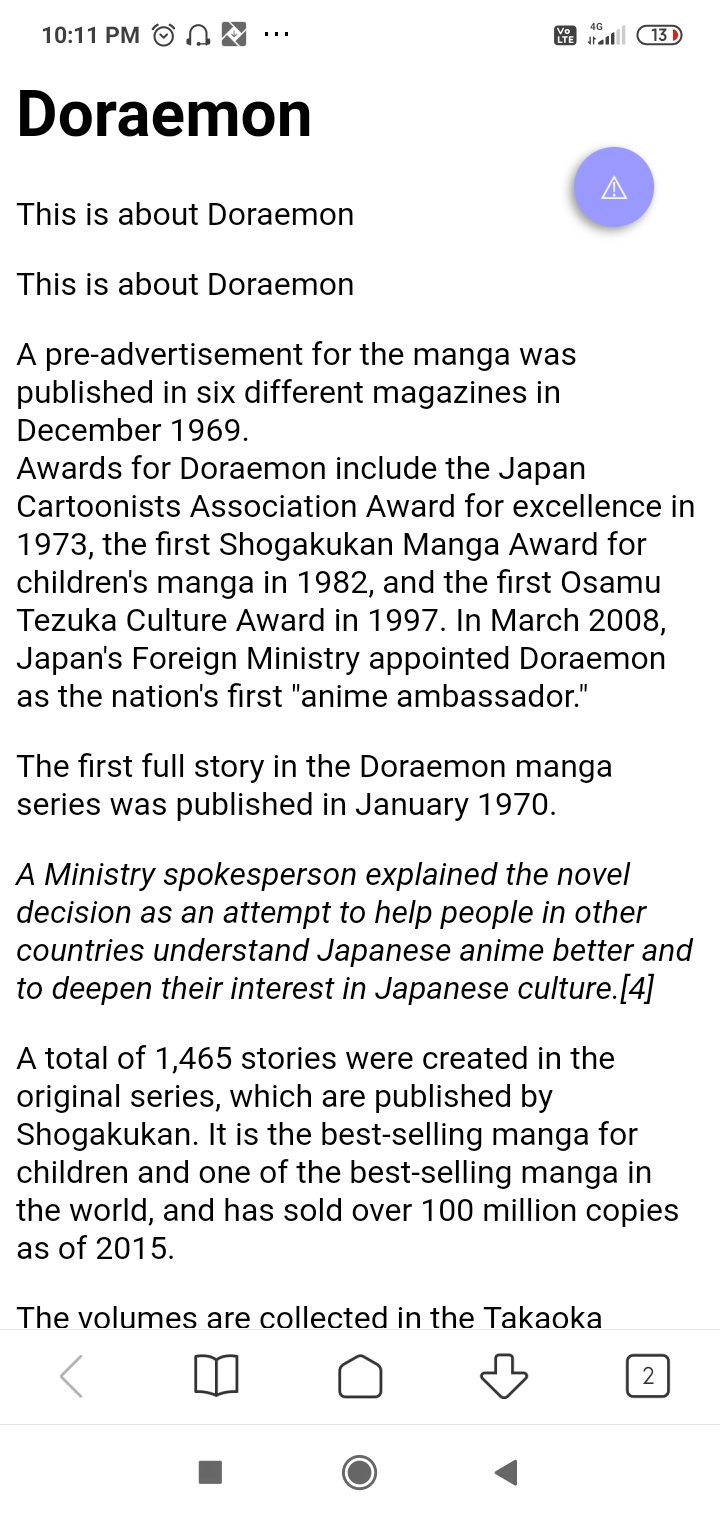 10:11 PM
Vo LTE
4G
13
Doraemon
This is about Doraemon
This is about Doraemon
A pre-advertisement for the manga was
published in six different magazines in
December 1969.
Awards for Doraemon include the Japan
Cartoonists Association Award for excellence in
1973, the first Shogakukan Manga Award for
children's manga in 1982, and the first Osamu
Tezuka Culture Award in 1997. In March 2008,
Japan's Foreign Ministry appointed Doraemon
as the nation's first "anime ambassador."
The first full story in the Doraemon manga
series was published in January 1970.
A Ministry spokesperson explained the novel
decision as an attempt to help people in other
countries understand Japanese anime better and
to deepen their interest in Japanese culture.[4]
A total of 1,465 stories were created in the
original series, which are published by
Shogakukan. It is the best-selling manga for
children and one of the best-selling manga in
the world, and has sold over 100 million copies
as of 2015.
The volumes are collected in the Takaoka
2